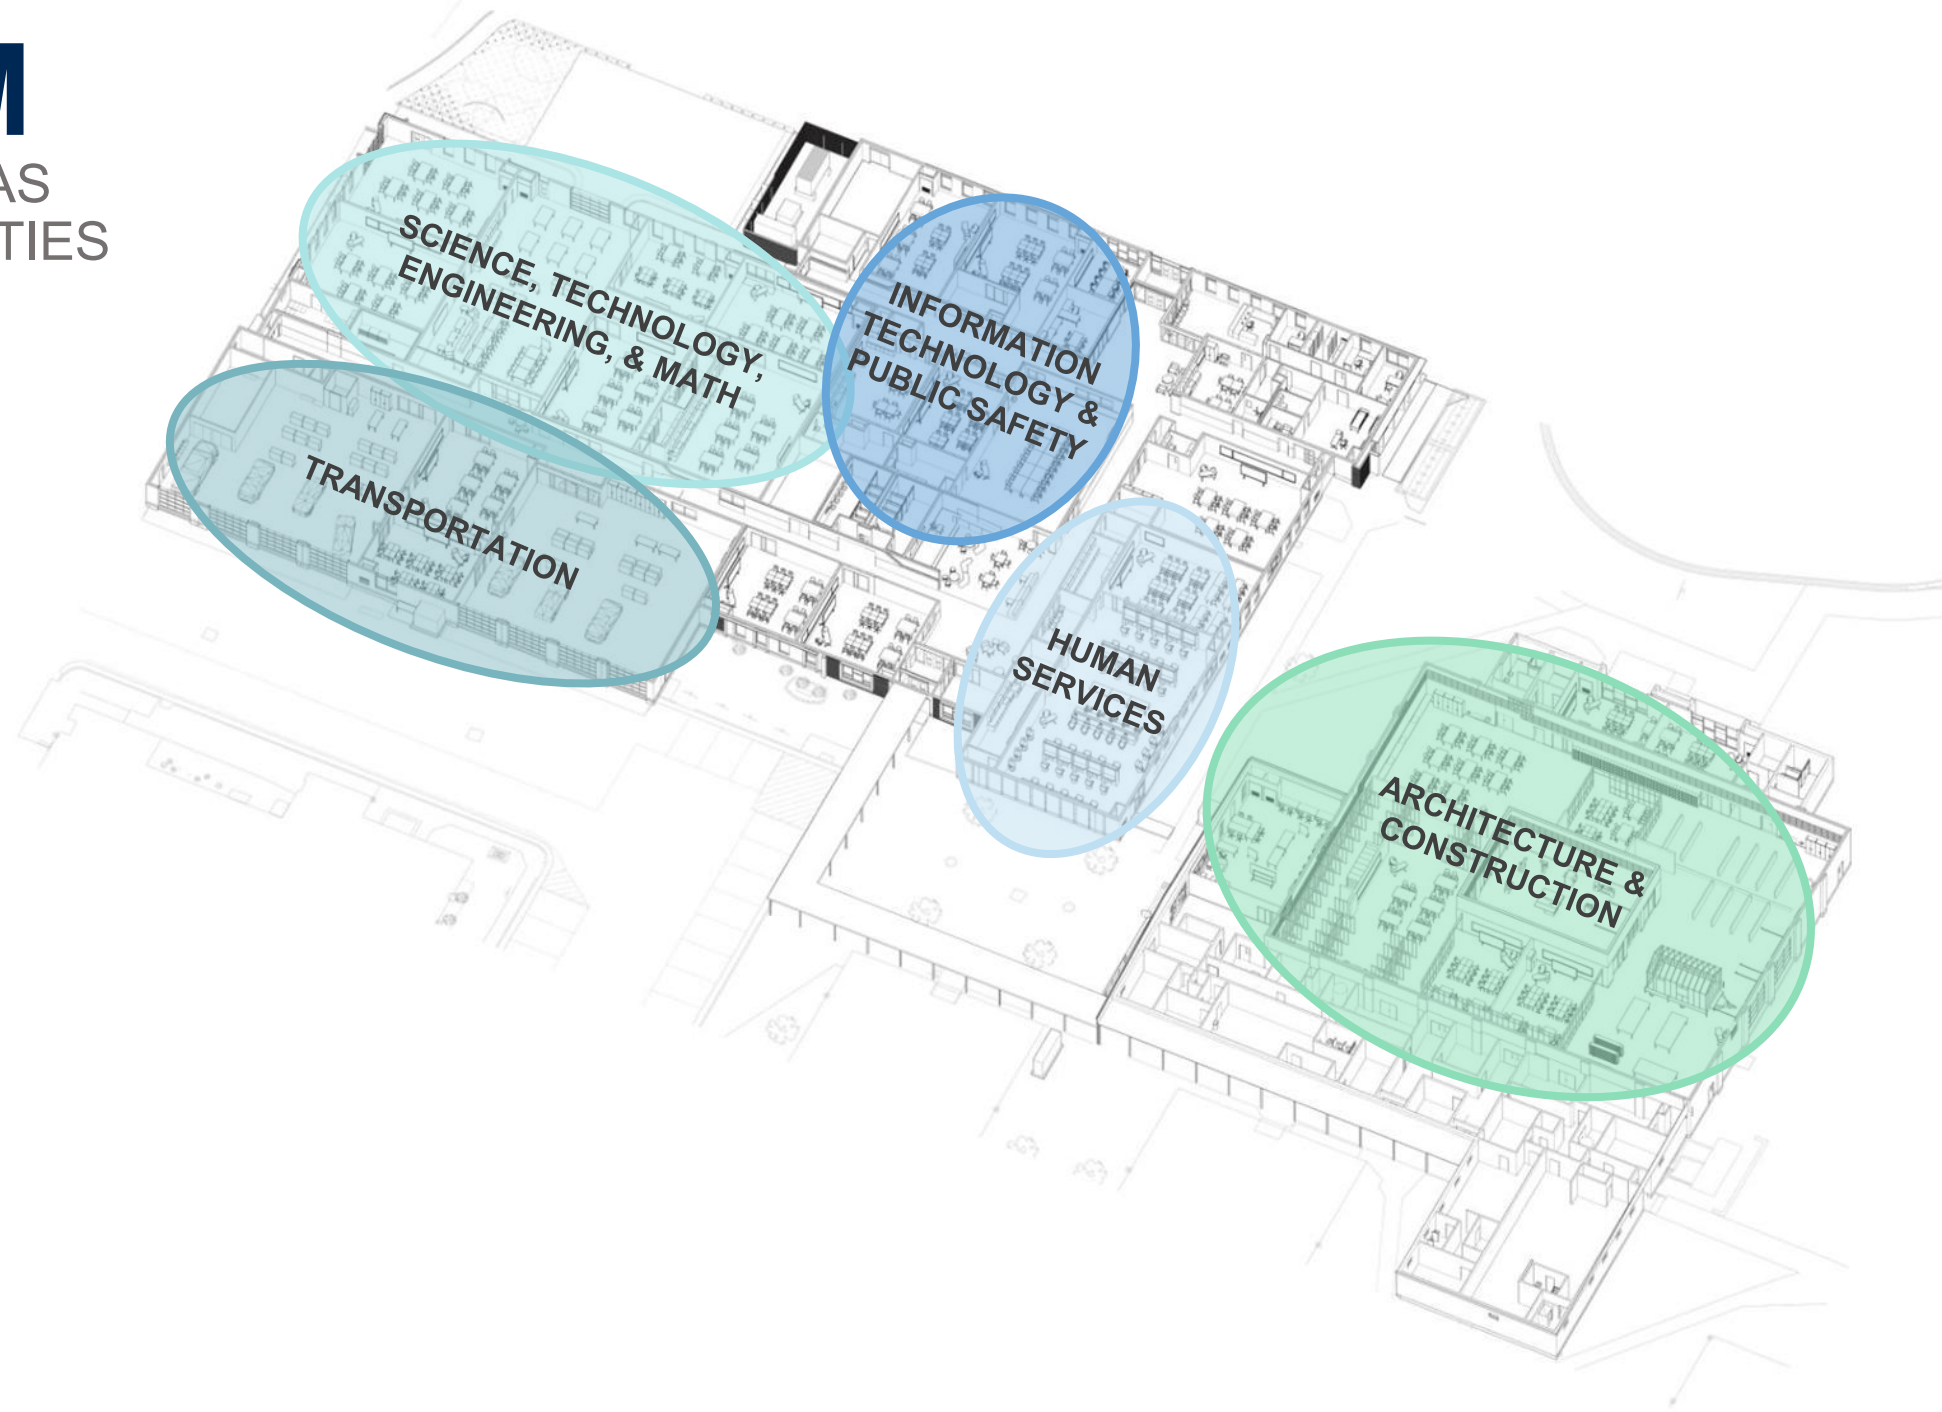 M
AS
TIES
SCIENCE, TECHNOLOGY,
ENGINEERING, & MATH
INFORMATION
TECHNOLOGY &
PUBLIC SAFETY
TRANSPORTATION
HUMAN
SERVICES
ARCHITECTURE &
CONSTRUCTION